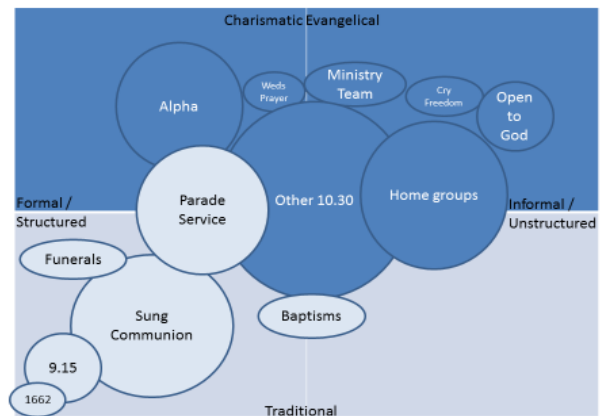 Charismatic Evangelical
Weds
Prayer
Ministry
Team
Cry
Freedom
Open
to
God
Alpha
Formal /
Structured
Parade
Service
Other 10.30
Home groups
Informal /
Unstructured
Funerals
Sung
Communion
Baptisms
9.15
1662
Traditional